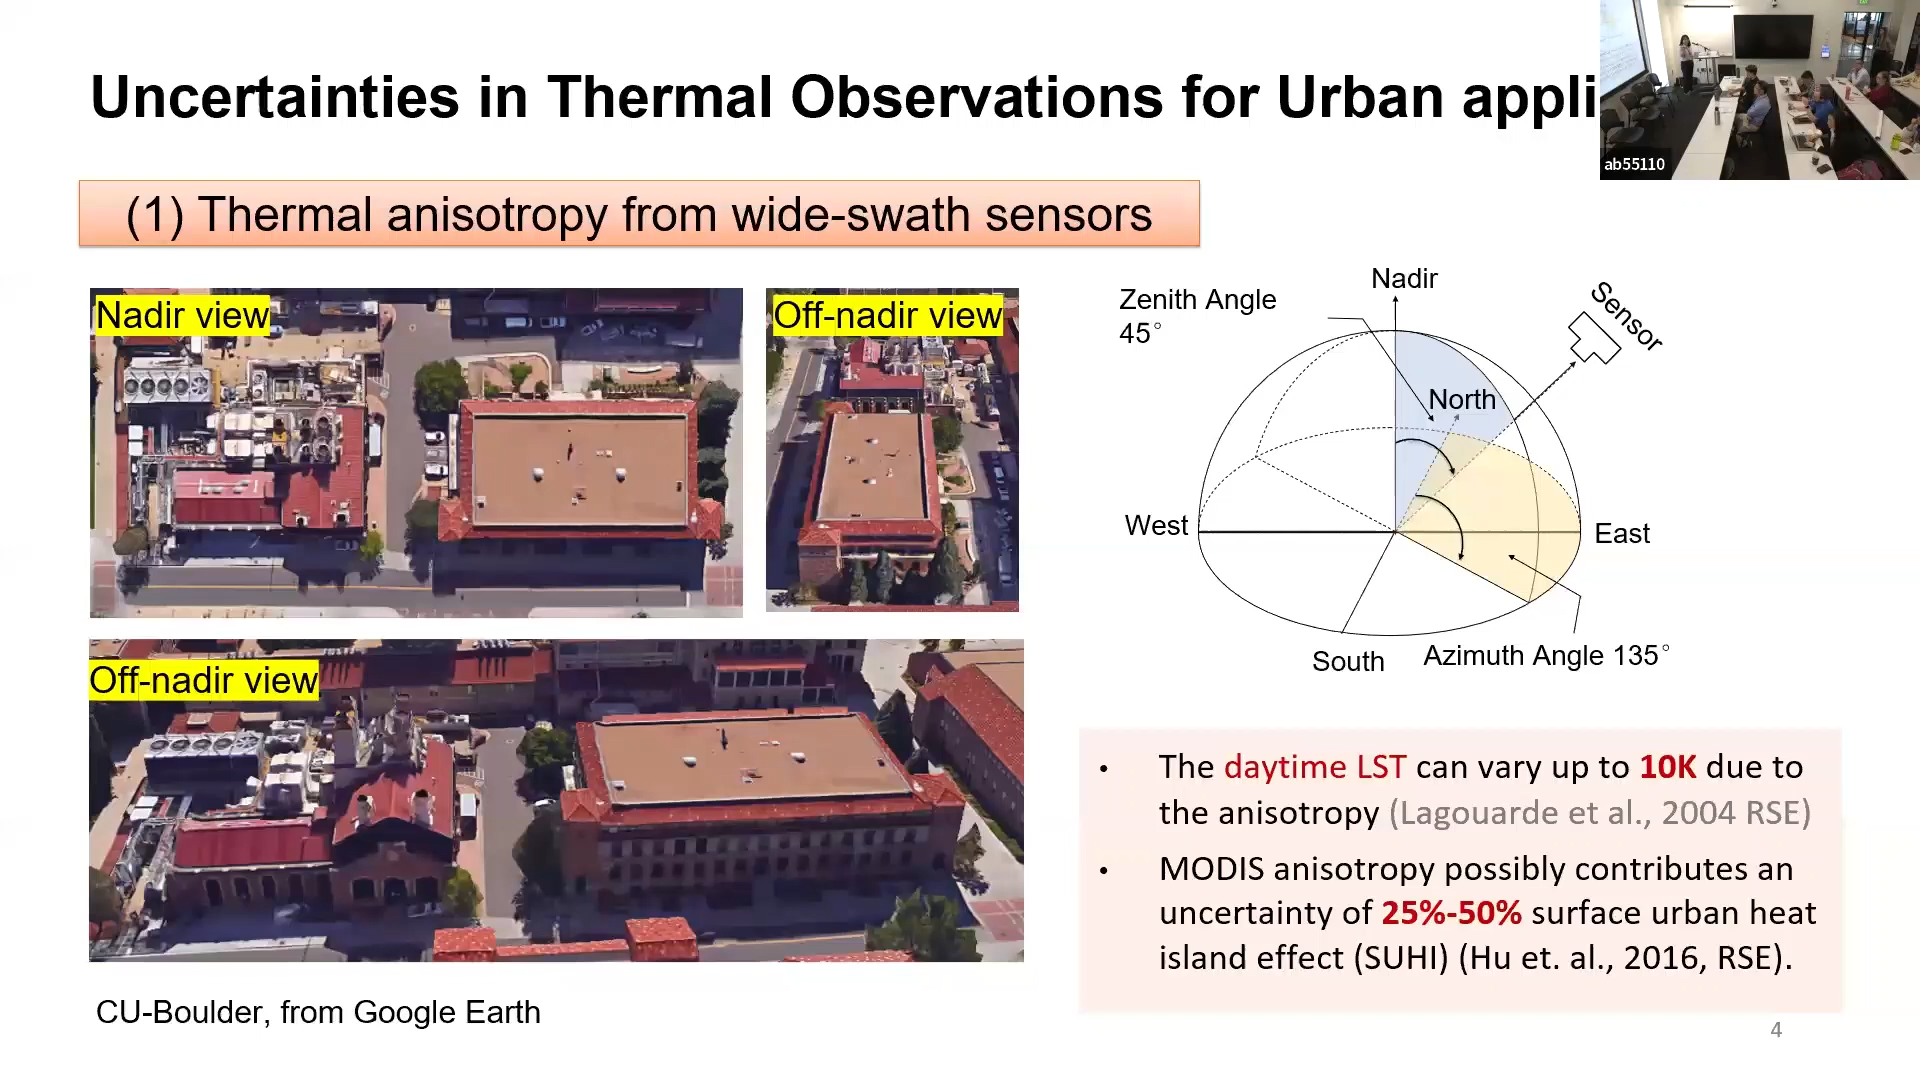 Uncertainties in Thermal Observations for Urban appli
ab55110
(1) Thermal anisotropy from wide-swath sensors
Nadir view
Off-nadir view
Off-nadir view
CU-Boulder, from Google Earth
Nadir
Zenith Angle
45°
Sensor
North
West
East
South
Azimuth Angle 135°
• The daytime LST can vary up to 10K due to
the anisotropy (Lagouarde et al., 2004 RSE)
• MODIS anisotropy possibly contributes an
uncertainty of 25%-50% surface urban heat
island effect (SUHI) (Hu et. al., 2016, RSE).
4